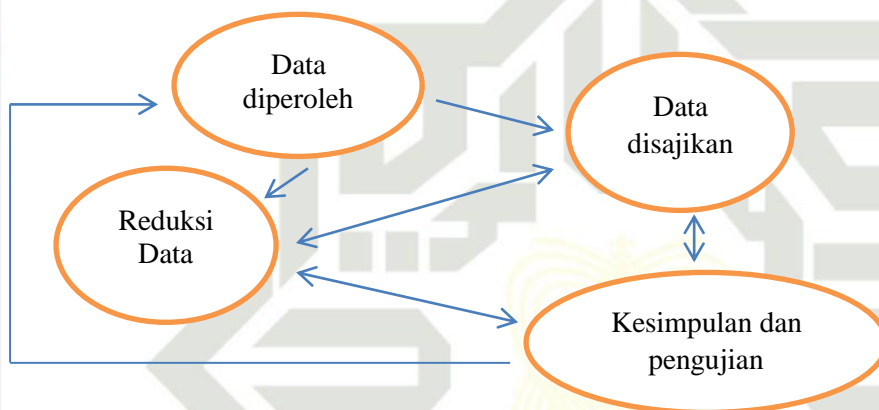 Data
diperoleh
Data
disajikan
Reduksi
Data
Kesimpulan dan
pengujian